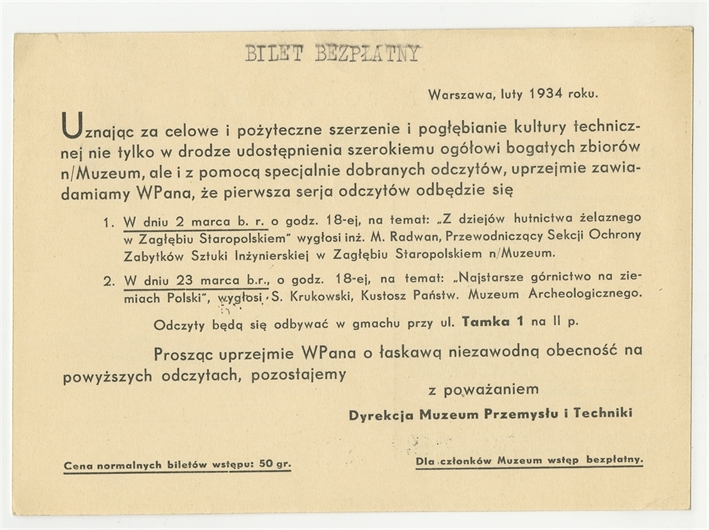 BILET BEZPŁATNY
Warszawa, luty 1934 roku.
Uznając za celowe i pożyteczne szerzenie i pogłębianie kultury technicz-
nej nie tylko w drodze udostępnienia szerokiemu ogółowi bogatych zbiorów
n/Muzeum, ale i z pomocą specjalnie dobranych odczytów, uprzejmie zawia-
damiamy WPana, że pierwsza serja odczytów odbędzie się
1. W dniu 2 marca b. r. o godz. 18-ej, na temat: „Z dziejów hutnictwa żelaznego
w Zagłębiu Staropolskiem" wygłosi inż. M. Radwan, Przewodniczący Sekcji Ochrony
Zabytków Sztuki Inżynierskiej w Zagłębiu Staropolskiem n/Muzeum.
2. W dniu 23 marca b.r., o godz. 18-ej, na temat: „Najstarsze górnictwo na zie-
miach Polski", wygłosi S. Krukowski, Kustosz Państw. Muzeum Archeologicznego.
Odczyty będą się odbywać w gmachu przy ul. Tamka 1 na II p.
Prosząc uprzejmie WPana o łaskawą niezawodną obecność na
powyższych odczytach, pozostajemy
z poważaniem
Dyrekcja Muzeum Przemysłu i Techniki
Cena normalnych biletów wstępu: 50 gr.
Dla członków Muzeum wstęp bezpłatny.